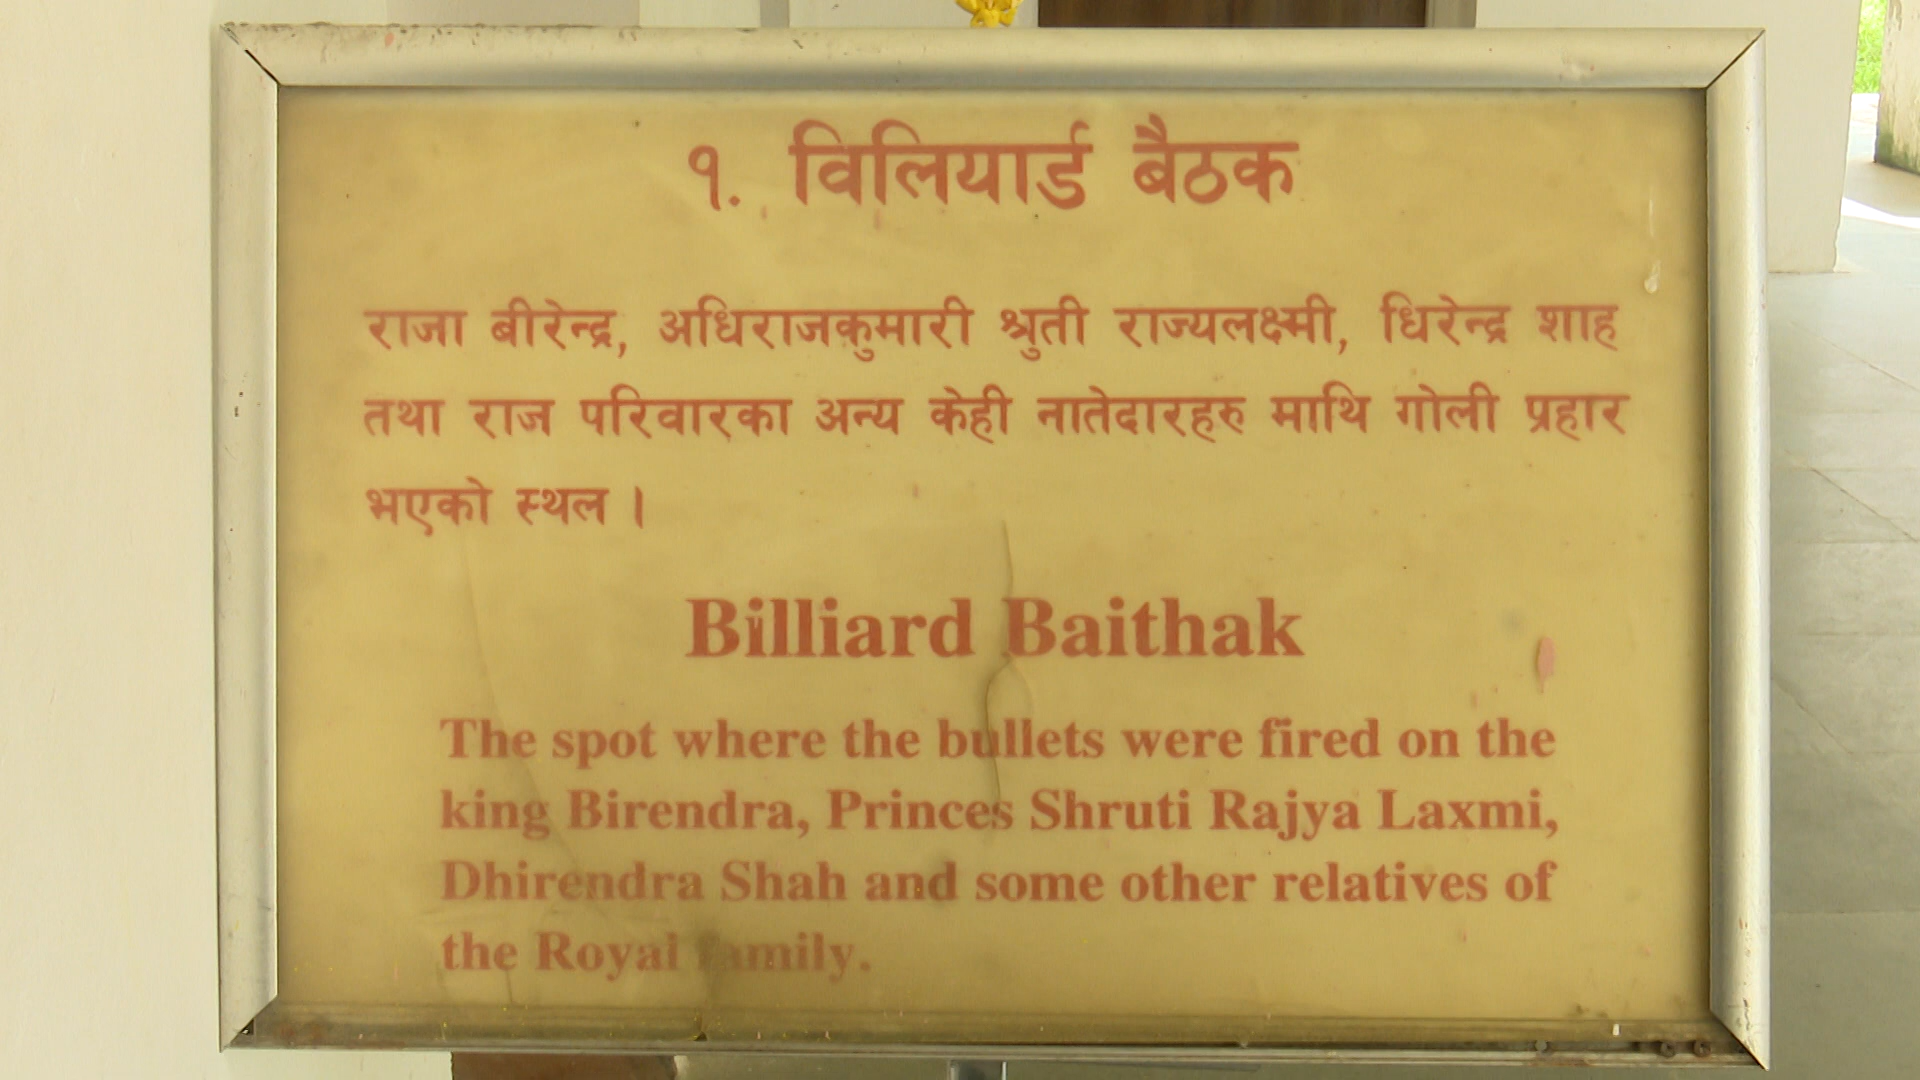 १. विलियार्ड बैठक
राजा बीरेन्द्र, अधिराजकुमारी श्रुती राज्यलक्ष्मी, धिरेन्द्र शाह
तथा राज परिवारका अन्य केही नातेदारहरु माथि गोली प्रहार
भएको स्थल ।
Billiard Baithak
The spot where the bullets were fired on the
king Birendra, Princes Shruti Rajya Laxmi,
Dhirendra Shah and some other relatives of
the Royal family.